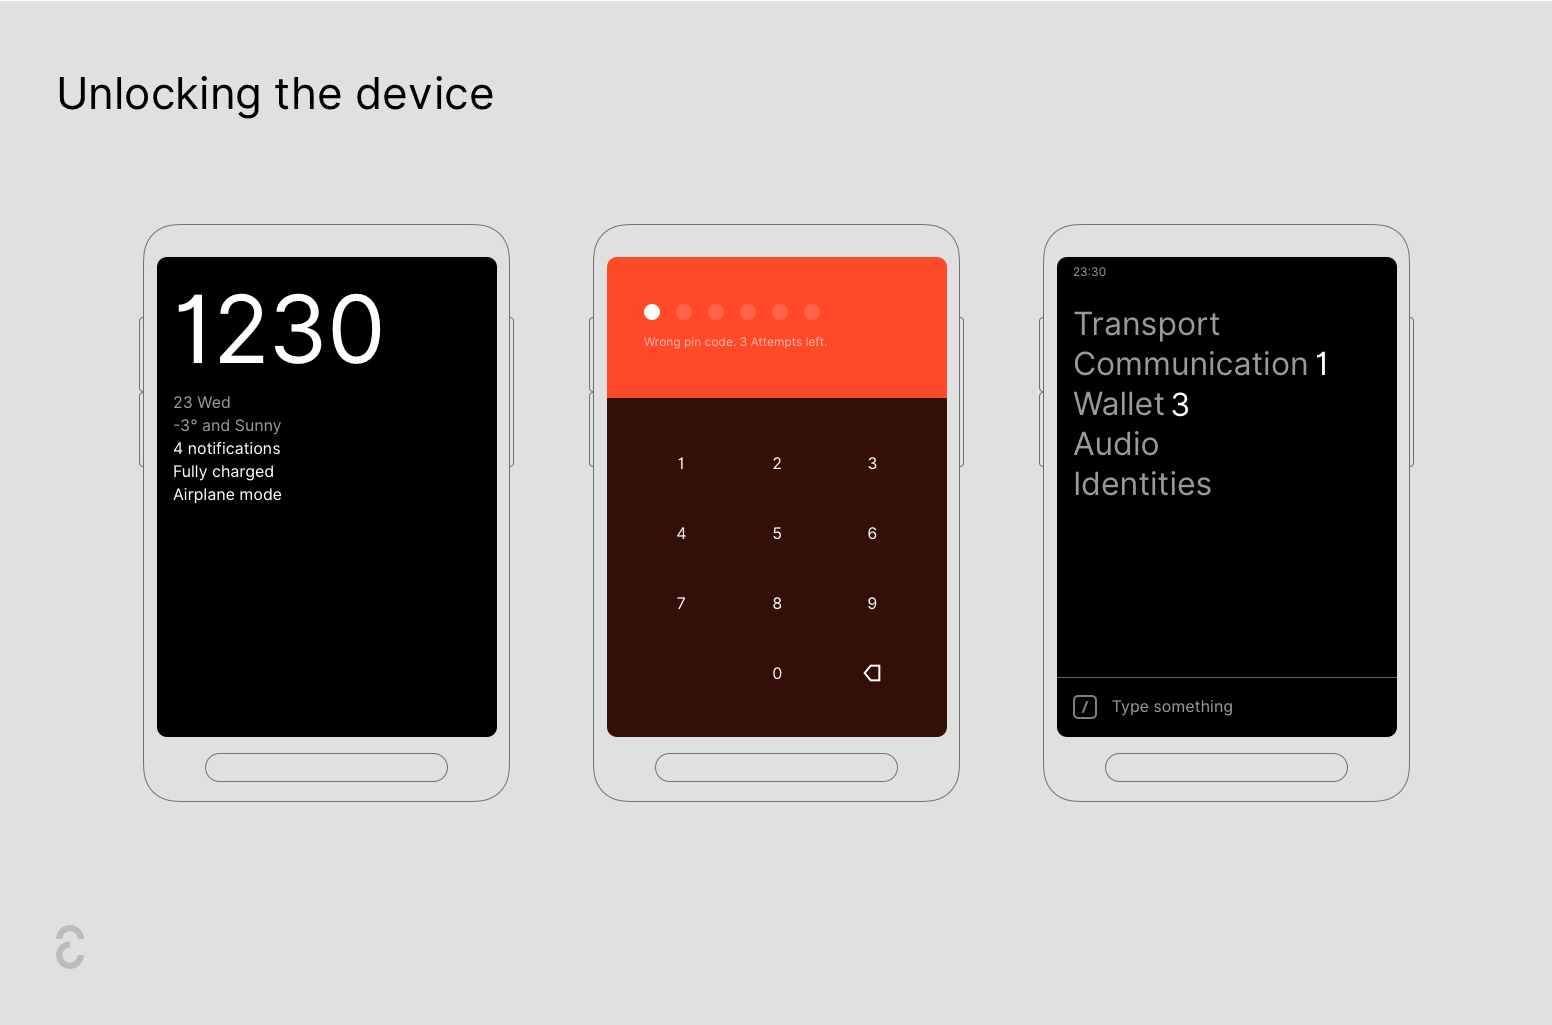 Unlocking the device
1230
23 Wed
-3° and Sunny
4 notifications
Fully charged
Airplane mode
Wrong pin code. 3 Attempts left.
1 2 3
4 5 6
7 8 9
0
23:30
Transport
Communication 1
Wallet 3
Audio
Identities
/ Type something